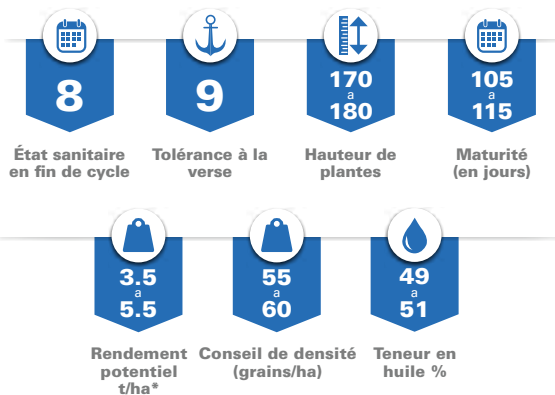 8
État sanitaire
en fin de cycle
9
Tolérance à la
verse
170
a
180
Hauteur de
plantes
105
a
115
Maturité
(en jours)
3.5
a
5.5
Rendement
potentiel
t/ha*
55
a
60
Conseil de densité
(grains/ha)
49
a
51
Teneur en
huile %